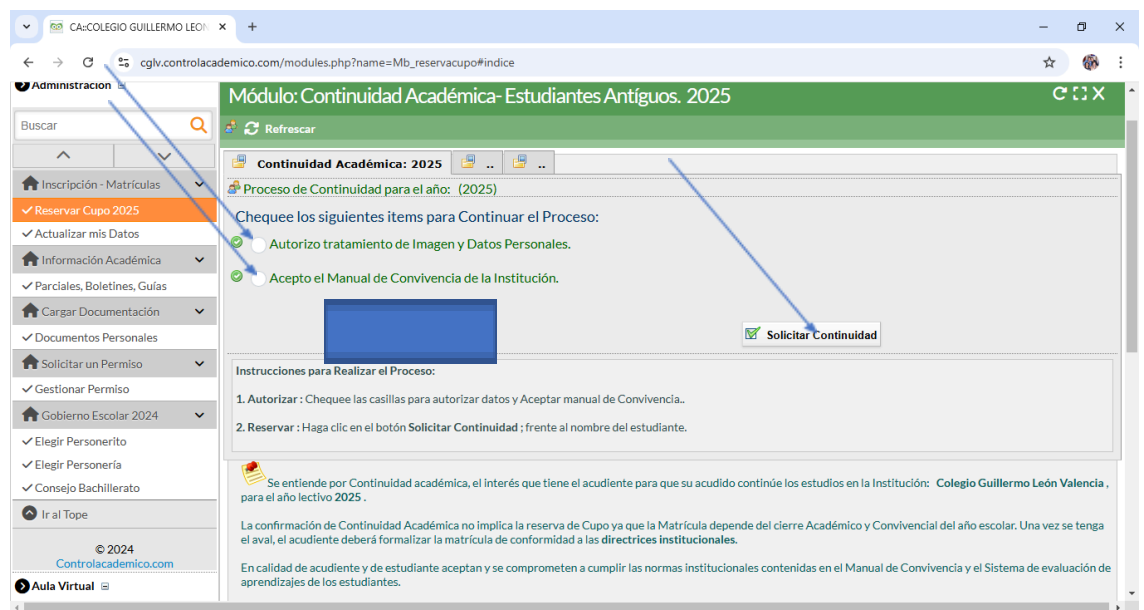 CA::COLEGIO GUILLERMO LEON
cglv.controlacademico.com/modules.php?name=Mb_reservacupo#indice
Administración
Buscar
Inscripción - Matrículas
Reservar Cupo 2025
Actualizar mis Datos
Información Académica
Parciales, Boletines, Guías
Cargar Documentación
Documentos Personales
Solicitar un Permiso
Gestionar Permiso
Gobierno Escolar 2024
Elegir Personerito
Elegir Personería
Consejo Bachillerato
Ir al Tope
© 2024
Controlacademico.com
Aula Virtual
Módulo: Continuidad Académica- Estudiantes Antíguos. 2025
Refrescar
Continuidad Académica: 2025 .. ..
Proceso de Continuidad para el año: (2025)
Chequee los siguientes items para Continuar el Proceso:
Autorizo tratamiento de Imagen y Datos Personales.
Acepto el Manual de Convivencia de la Institución.
Solicitar Continuidad
Instrucciones para Realizar el Proceso:
1. Autorizar : Chequee las casillas para autorizar datos y Aceptar manual de Convivencia..
2. Reservar : Haga clic en el botón Solicitar Continuidad ; frente al nombre del estudiante.
Se entiende por Continuidad académica, el interés que tiene el acudiente para que su acudido continúe los estudios en la Institución: Colegio Guillermo León Valencia ,
para el año lectivo 2025 .
La confirmación de Continuidad Académica no implica la reserva de Cupo ya que la Matrícula depende del cierre Académico y Convivencial del año escolar. Una vez se tenga
el aval, el acudiente deberá formalizar la matrícula de conformidad a las directrices institucionales.
En calidad de acudiente y de estudiante aceptan y se comprometen a cumplir las normas institucionales contenidas en el Manual de Convivencia y el Sistema de evaluación de
aprendizajes de los estudiantes.